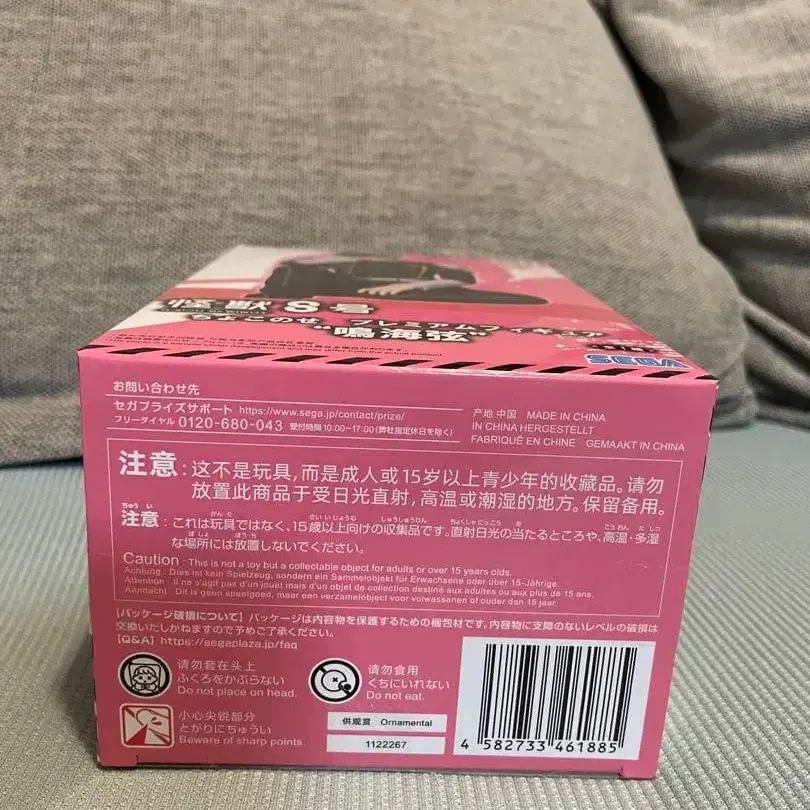 怪獣8号
ちょこのせ プレミアムフィギュア
"鳴海弦"
SEGA
お問い合わせ先
セガプライズサポート https://www.sega.jp/contact/prize/
フリーダイヤル 0120-680-043 受付時間10:00~17:00(弊社指定休日を除く)
产地 中国 MADE IN CHINA
IN CHINA HERGESTELLT
FABRIQUÉ EN CHINE GEMAAKT IN CHINA
注意:这不是玩具,而是成人或15岁以上青少年的收藏品。请勿
放置此商品于受日光直射,高温或潮湿的地方。保留备用。
注意:これは玩具ではなく、15歳以上向けの収集品です。直射日光の当たるところや、高温・多湿
な場所には放置しないでください。
Caution : This is not a toy but a collectable object for adults or over 15 years olds.
Achtung : Dies ist kein Spielzeug, sondern ein Sammelobjekt für Erwachsene oder über 15-Jährige.
Attention : Il ne s'agit pas d'un jouet mais d'un objet de collection destiné aux adultes ou aux plus de 15 ans.
Aandacht : Dit is geen speelgoed, maar een verzamelobject voor volwassenen of ouder dan 15 jaar.
【パッケージ破損について】 パッケージは内容物を保護するための梱包材です。内容物に支障のないレベルの破損は
交換いたしかねますので予めご了承ください。
【Q&A】 https://segaplaza.jp/faq
请勿套在头上
ふくろをかぶらない
Do not place on head.
请勿食用
くちにいれない
Do not eat.
小心尖锐部分
とがりにちゅうい
Beware of sharp points.
供观赏 Ornamental
1122267
4 582733 461885